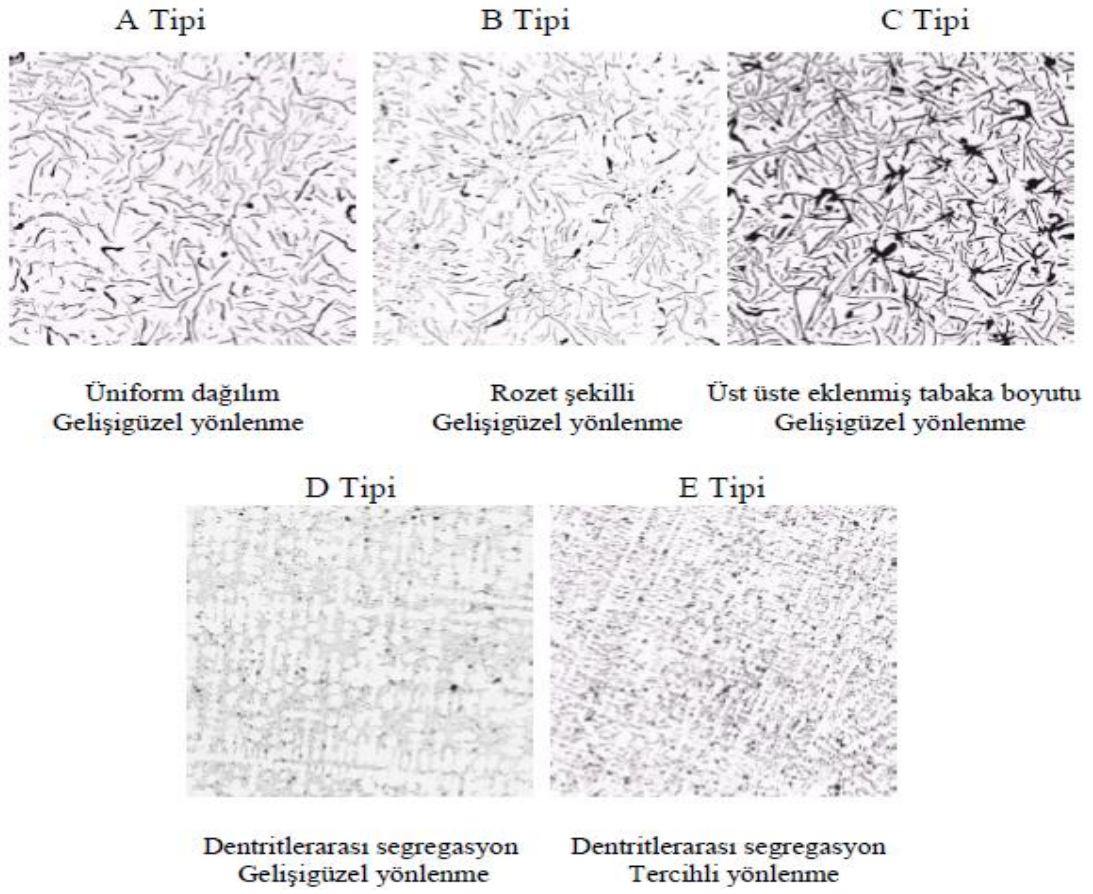 A Tipi
B Tipi
C Tipi
Üniform dağılım
Gelişigüzel yönlenme
Rozet şekilli
Gelişigüzel yönlenme
Üst üste eklenmiş tabaka boyutu
Gelişigüzel yönlenme
D Tipi
E Tipi
Dentritlerarası segregasyon
Gelişigüzel yönlenme
Dentritlerarası segregasyon
Tercihli yönlenme